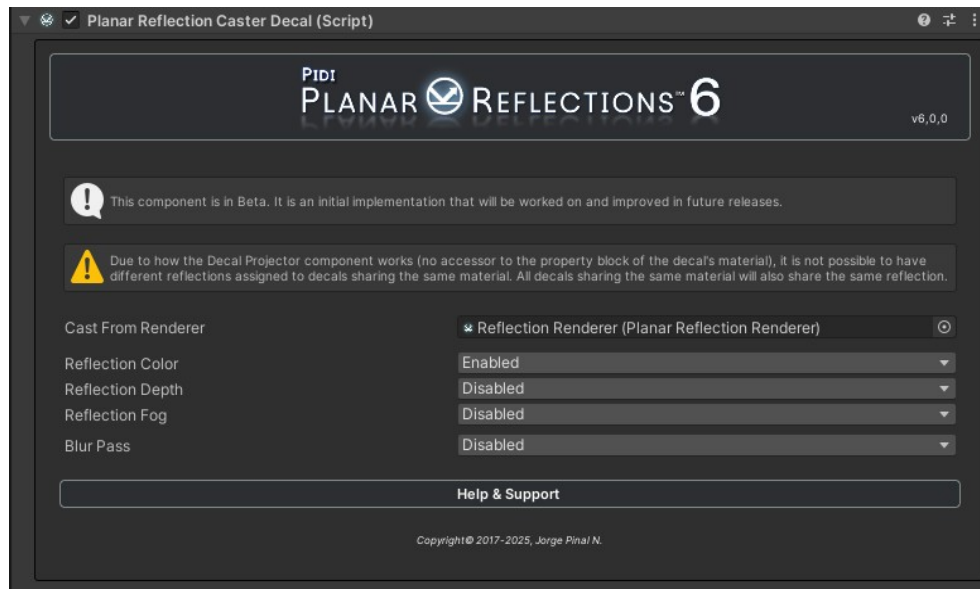 Planar Reflection Caster Decal (Script)
PIDI
PLANAR REFLECTIONS™ 6
v6,0,0
This component is in Beta. It is an initial implementation that will be worked on and improved in future releases.
Due to how the Decal Projector component works (no accessor to the property block of the decal's material), it is not possible to have
different reflections assigned to decals sharing the same material. All decals sharing the same material will also share the same reflection.
Cast From Renderer Reflection Renderer (Planar Reflection Renderer)
Reflection Color Enabled
Reflection Depth Disabled
Reflection Fog Disabled
Blur Pass Disabled
Help & Support
Copyright© 2017-2025, Jorge Pinal N.